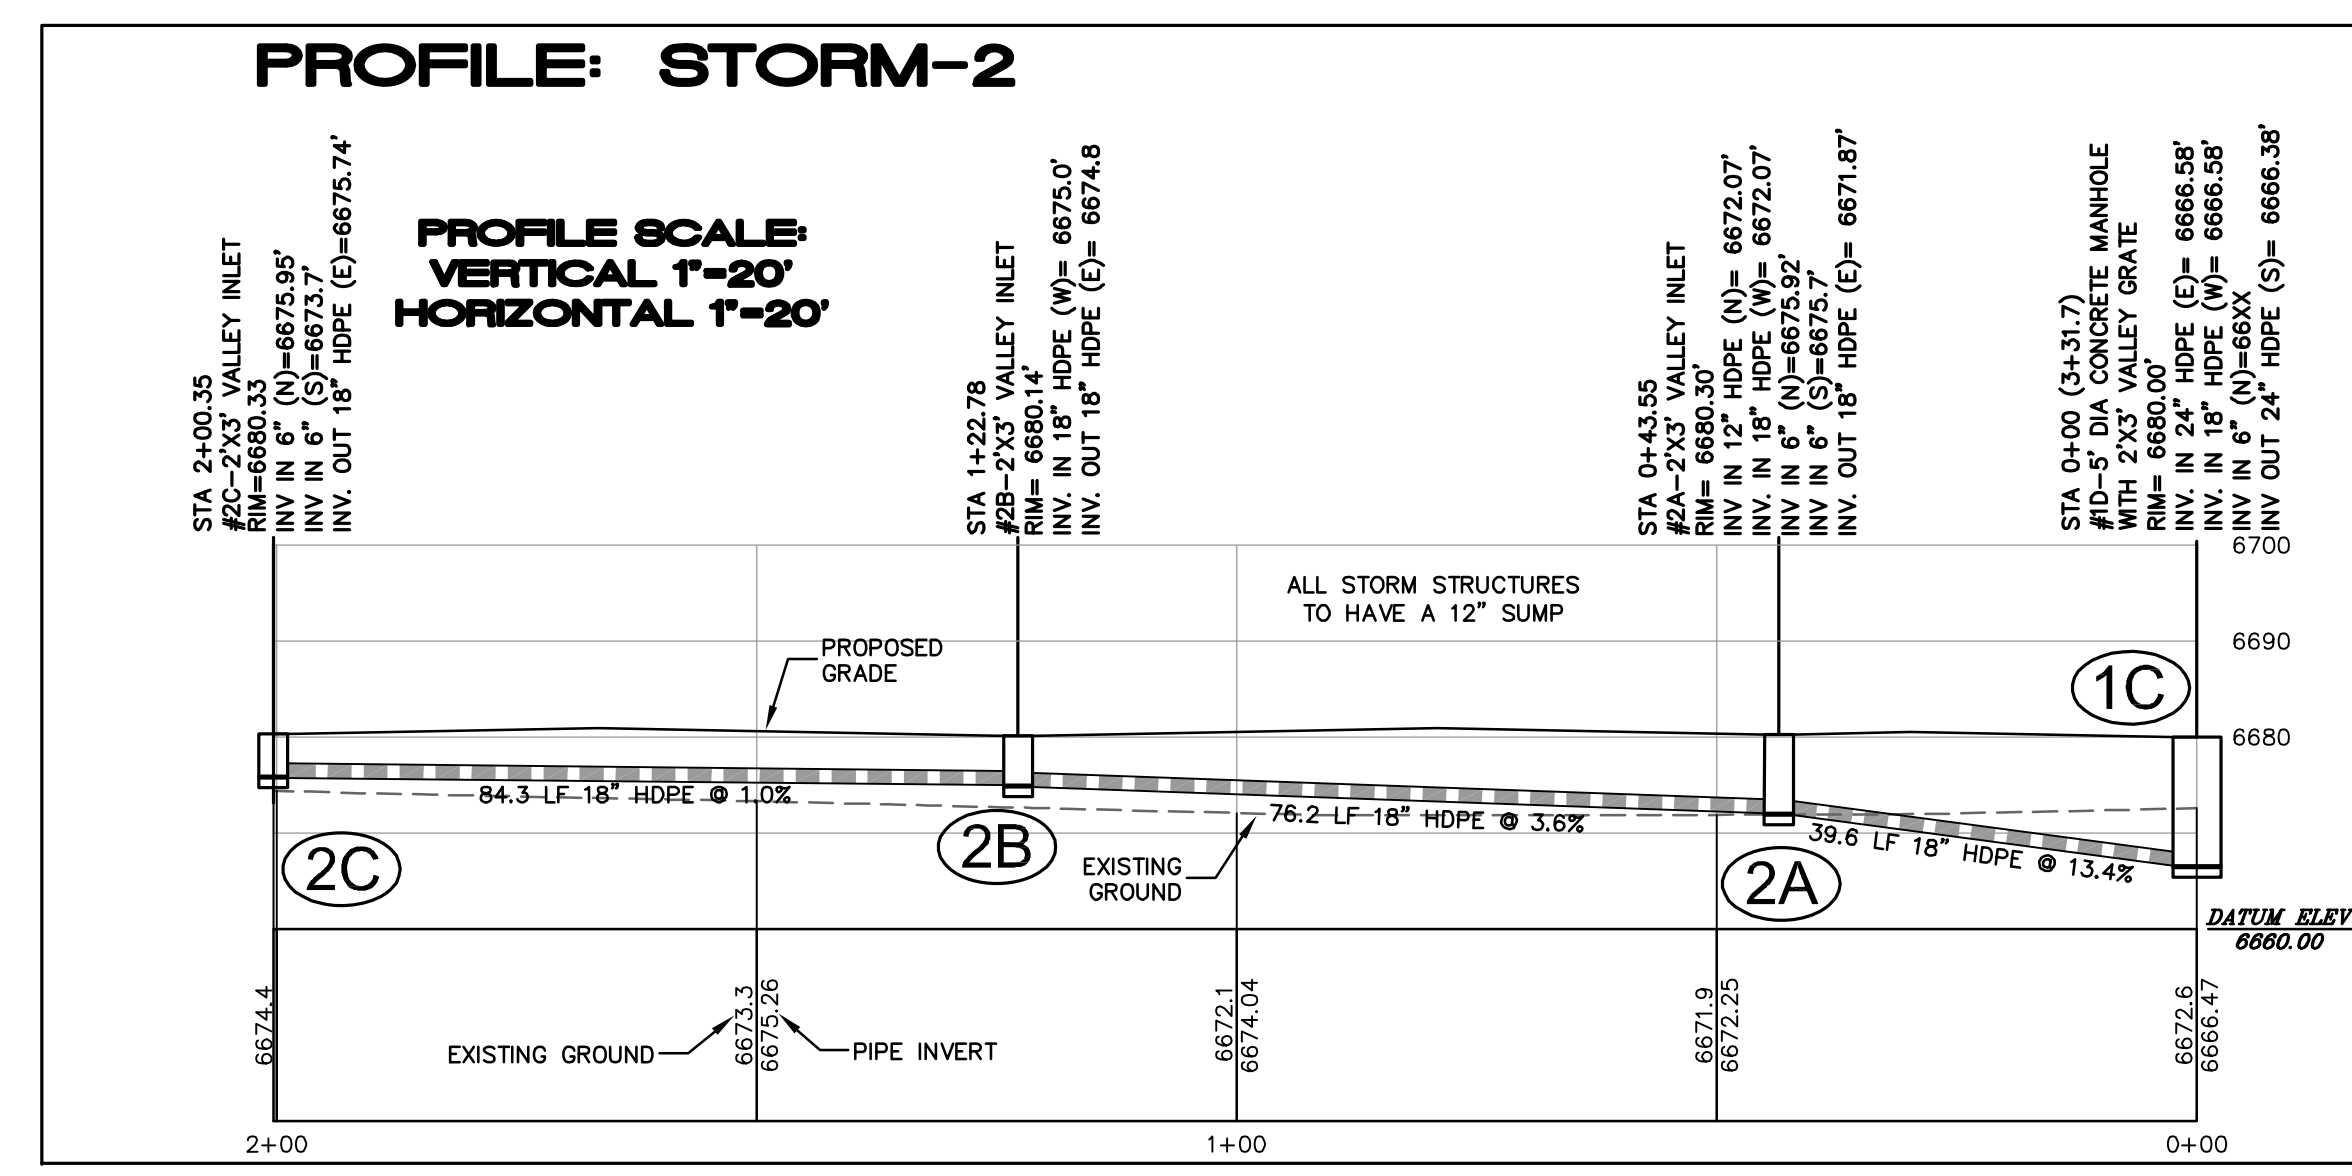 PROFILE: STORM-2
PROFILE SCALE:
VERTICAL 1"=20'
HORIZONTAL 1"=20'
STA 2+00.35
#2C-2'X3' VALLEY INLET
RIM=6680.33
INV IN 6" (N)=6675.95'
INV IN 6" (S)=6673.7'
INV. OUT 18" HDPE (E)=6675.74'
STA 1+22.78
#2B-2'X3' VALLEY INLET
RIM= 6680.14'
INV. IN 18" HDPE (W)= 6675.0'
INV. OUT 18" HDPE (E)= 6674.8
STA 0+43.55
#2A-2'X3' VALLEY INLET
RIM= 6680.30'
INV IN 12" HDPE (N)= 6672.07'
INV. IN 18" HDPE (W)= 6672.07'
INV IN 6" (N)=6675.92'
INV IN 6" (S)=6675.7'
INV. OUT 18" HDPE (E)= 6671.87'
STA 0+00 (3+31.7)
#1D-5' DIA CONCRETE MANHOLE
WITH 2'X3' VALLEY GRATE
RIM= 6680.00'
INV. IN 24" HDPE (E)= 6666.58'
INV. IN 18" HDPE (W)= 6666.58'
INV IN 6" (N)=66XX
INV OUT 24" HDPE (S)= 6666.38'
6700
ALL STORM STRUCTURES
TO HAVE A 12" SUMP
6690
PROPOSED
GRADE
1C
6680
84.3 LF 18" HDPE @ 1.0%
76.2 LF 18" HDPE @ 3.6%
39.6 LF 18" HDPE @ 13.4%
2C
2B
EXISTING
GROUND
2A
DATUM ELEV
6660.00
6674.4
6673.3
6675.26
6672.1
6674.04
6671.9
6672.25
6672.6
6666.47
EXISTING GROUND
PIPE INVERT
2+00
1+00
0+00